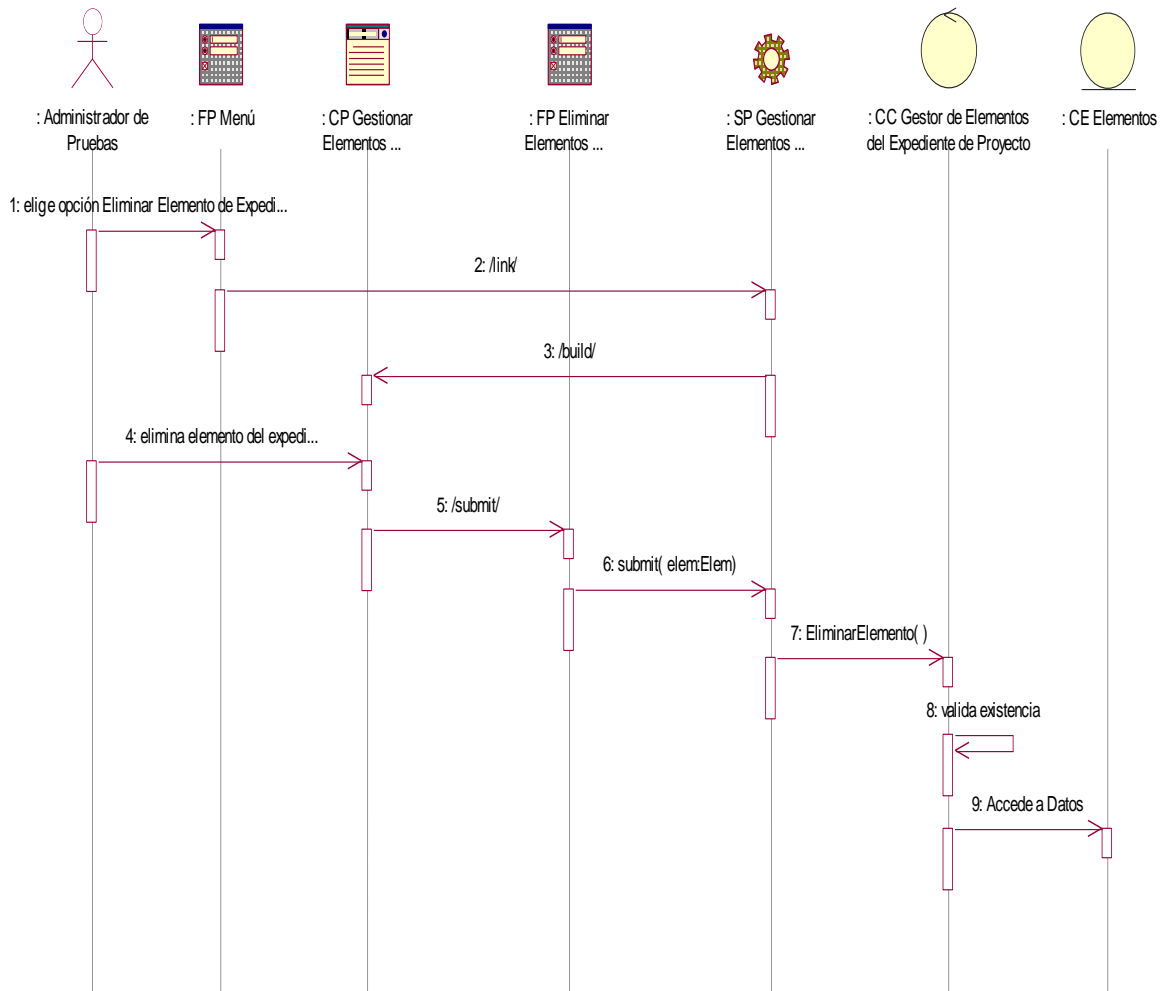 : Administrador de
Pruebas
: FP Menú
: CP Gestionar
Elementos ...
: FP Eliminar
Elementos ...
: SP Gestionar
Elementos ...
: CC Gestor de Elementos
del Expediente de Proyecto
: CE Elementos
1: elige opción Eliminar Elemento de Expedi...
2: /link/
3: /build/
4: elimina elemento del expedi...
5: /submit/
6: submit( elem:Elem)
7: EliminarElemento( )
8: valida existencia
9: Accede a Datos